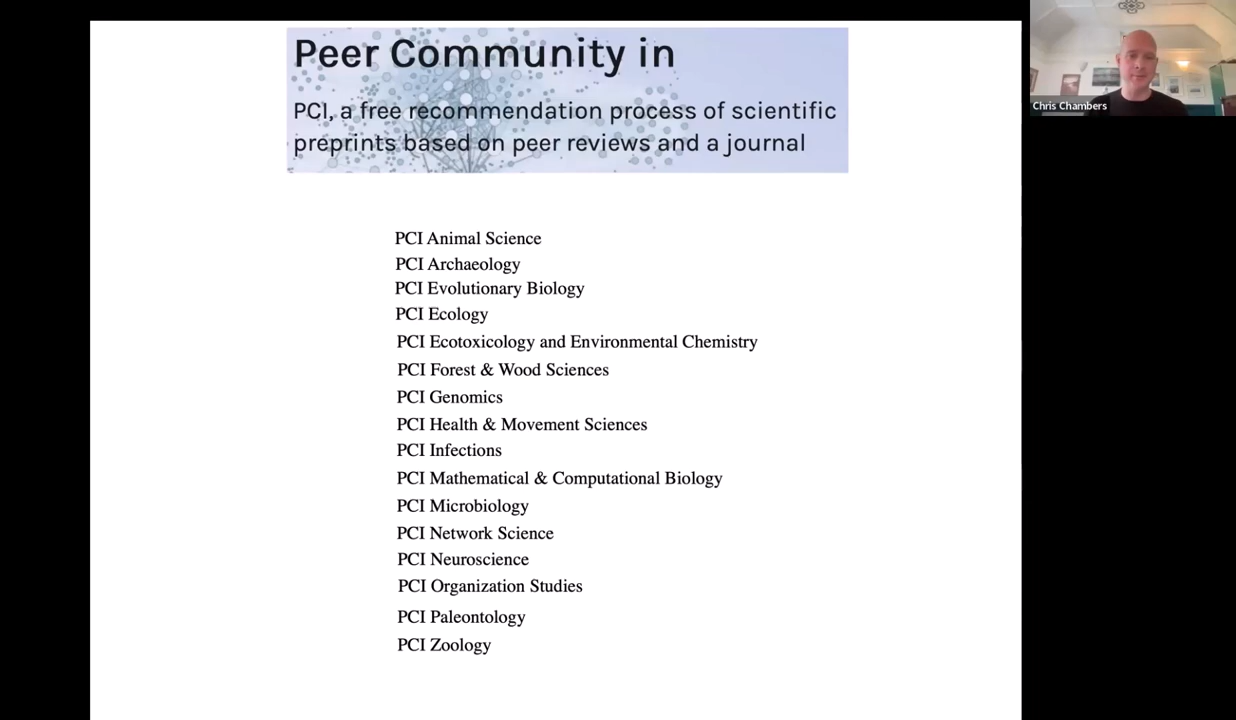 Peer Community in
PCI, a free recommendation process of scientific
preprints based on peer reviews and a journal
Chris Chambers
PCI Animal Science
PCI Archaeology
PCI Evolutionary Biology
PCI Ecology
PCI Ecotoxicology and Environmental Chemistry
PCI Forest & Wood Sciences
PCI Genomics
PCI Health & Movement Sciences
PCI Infections
PCI Mathematical & Computational Biology
PCI Microbiology
PCI Network Science
PCI Neuroscience
PCI Organization Studies
PCI Paleontology
PCI Zoology